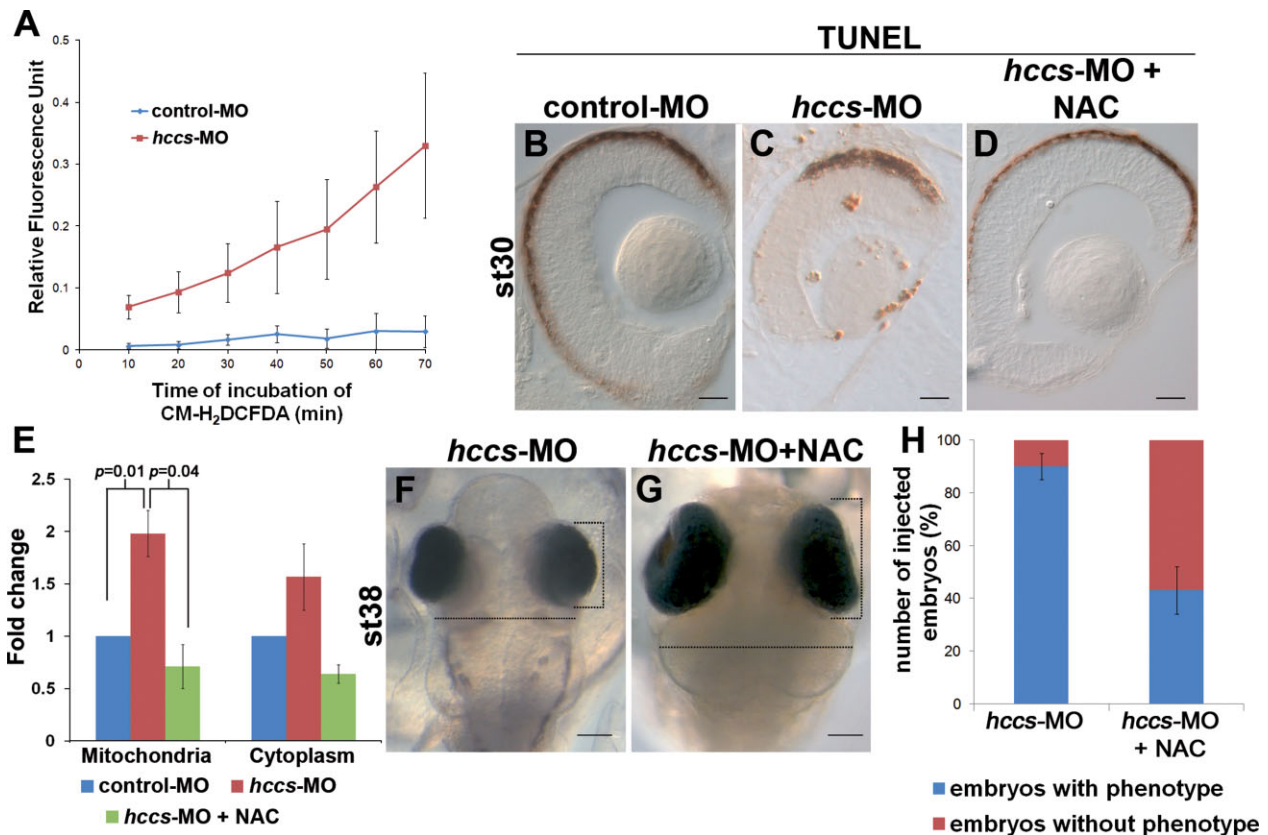 A
0.5
0.4
0.3
0.2
0.1
0
Relative Fluorescence Unit
control-MO
hccs-MO
0 10 20 30 40 50 60 70
Time of incubation of
CM-H₂DCFDA (min)
TUNEL
control-MO
hccs-MO
hccs-MO +
NAC
st30
B
C
D
E
p=0.01 p=0.04
2.5
2
1.5
1
0.5
0
Fold change
Mitochondria
Cytoplasm
control-MO
hccs-MO
hccs-MO + NAC
hccs-MO
hccs-MO+NAC
st38
F
G
H
100
80
60
40
20
0
number of injected
embryos (%)
hccs-MO
hccs-MO
+ NAC
embryos with phenotype
embryos without phenotype